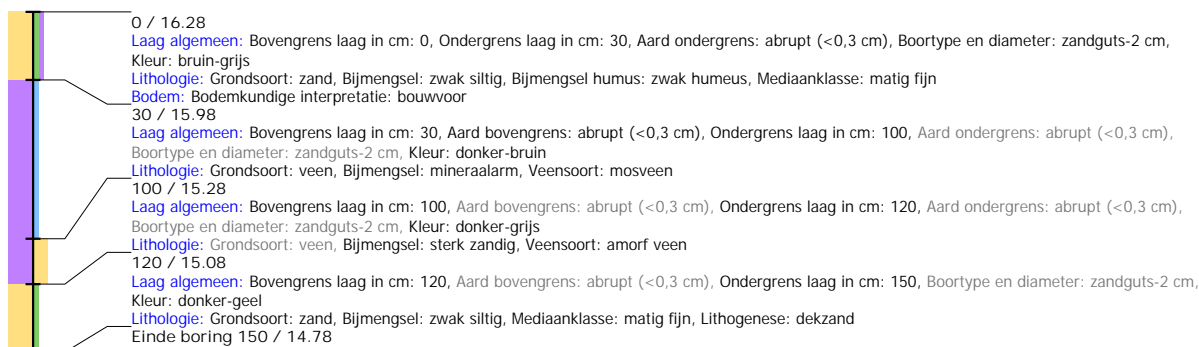 0 / 16.28
Laag algemeen: Bovengrens laag in cm: 0, Ondergrens laag in cm: 30, Aard ondergrens: abrupt (<0,3 cm), Boortype en diameter: zandguts-2 cm,
Kleur: bruin-grijs
Lithologie: Grondsoort: zand, Bijmengsel: zwak siltig, Bijmengsel humus: zwak humeus, Mediaanklasse: matig fijn
Bodem: Bodemkundige interpretatie: bouwvoor
30 / 15.98
Laag algemeen: Bovengrens laag in cm: 30, Aard bovengrens: abrupt (<0,3 cm), Ondergrens laag in cm: 100, Aard ondergrens: abrupt (<0,3 cm),
Boortype en diameter: zandguts-2 cm, Kleur: donker-bruin
Lithologie: Grondsoort: veen, Bijmengsel: mineraalarm, Veensoort: mosveen
100 / 15.28
Laag algemeen: Bovengrens laag in cm: 100, Aard bovengrens: abrupt (<0,3 cm), Ondergrens laag in cm: 120, Aard ondergrens: abrupt (<0,3 cm),
Boortype en diameter: zandguts-2 cm, Kleur: donker-grijs
Lithologie: Grondsoort: veen, Bijmengsel: sterk zandig, Veensoort: amorf veen
120 / 15.08
Laag algemeen: Bovengrens laag in cm: 120, Aard bovengrens: abrupt (<0,3 cm), Ondergrens laag in cm: 150, Boortype en diameter: zandguts-2 cm,
Kleur: donker-geel
Lithologie: Grondsoort: zand, Bijmengsel: zwak siltig, Mediaanklasse: matig fijn, Lithogenese: dekzand
Einde boring 150 / 14.78